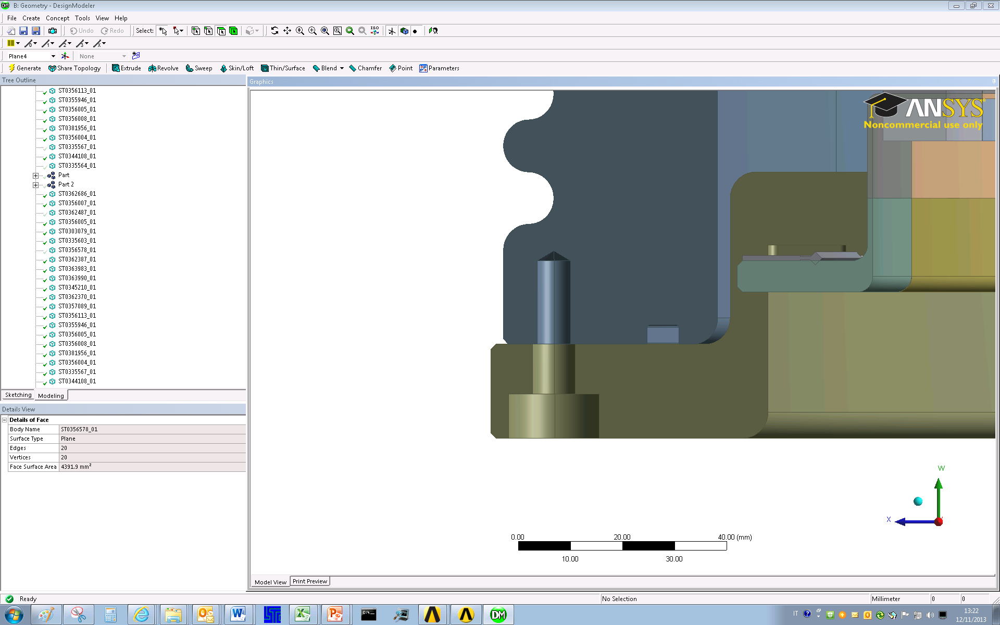 B: Geometry - DesignModeler
File Create Concept Tools View Help
Undo Redo Select: ISO
Plane4 None
Generate Share Topology Extrude Revolve Sweep Skin/Loft Thin/Surface Blend Chamfer Point Parameters
Tree Outline
ST0356113_01
ST0355946_01
ST0356005_01
ST0356008_01
ST0381956_01
ST0356004_01
ST0335567_01
ST0344108_01
ST0335564_01
Part
Part 2
ST0362686_01
ST0356007_01
ST0362487_01
ST0356005_01
ST0303079_01
ST0335603_01
ST0356578_01
ST0362387_01
ST0363983_01
ST0363990_01
ST0345210_01
ST0362370_01
ST0357089_01
ST0356113_01
ST0355946_01
ST0356005_01
ST0356008_01
ST0381956_01
ST0356004_01
ST0335567_01
ST0344108_01
Sketching Modeling
Details View
Details of Face
Body Name ST0356578_01
Surface Type Plane
Edges 20
Vertices 20
Face Surface Area 4391.9 mm²
Graphics
ANSYS
Noncommercial use only
W
X
0.00 20.00 40.00 (mm)
10.00 30.00
Model View Print Preview
Ready No Selection Millimeter 0 0
IT 13:22
12/11/2013